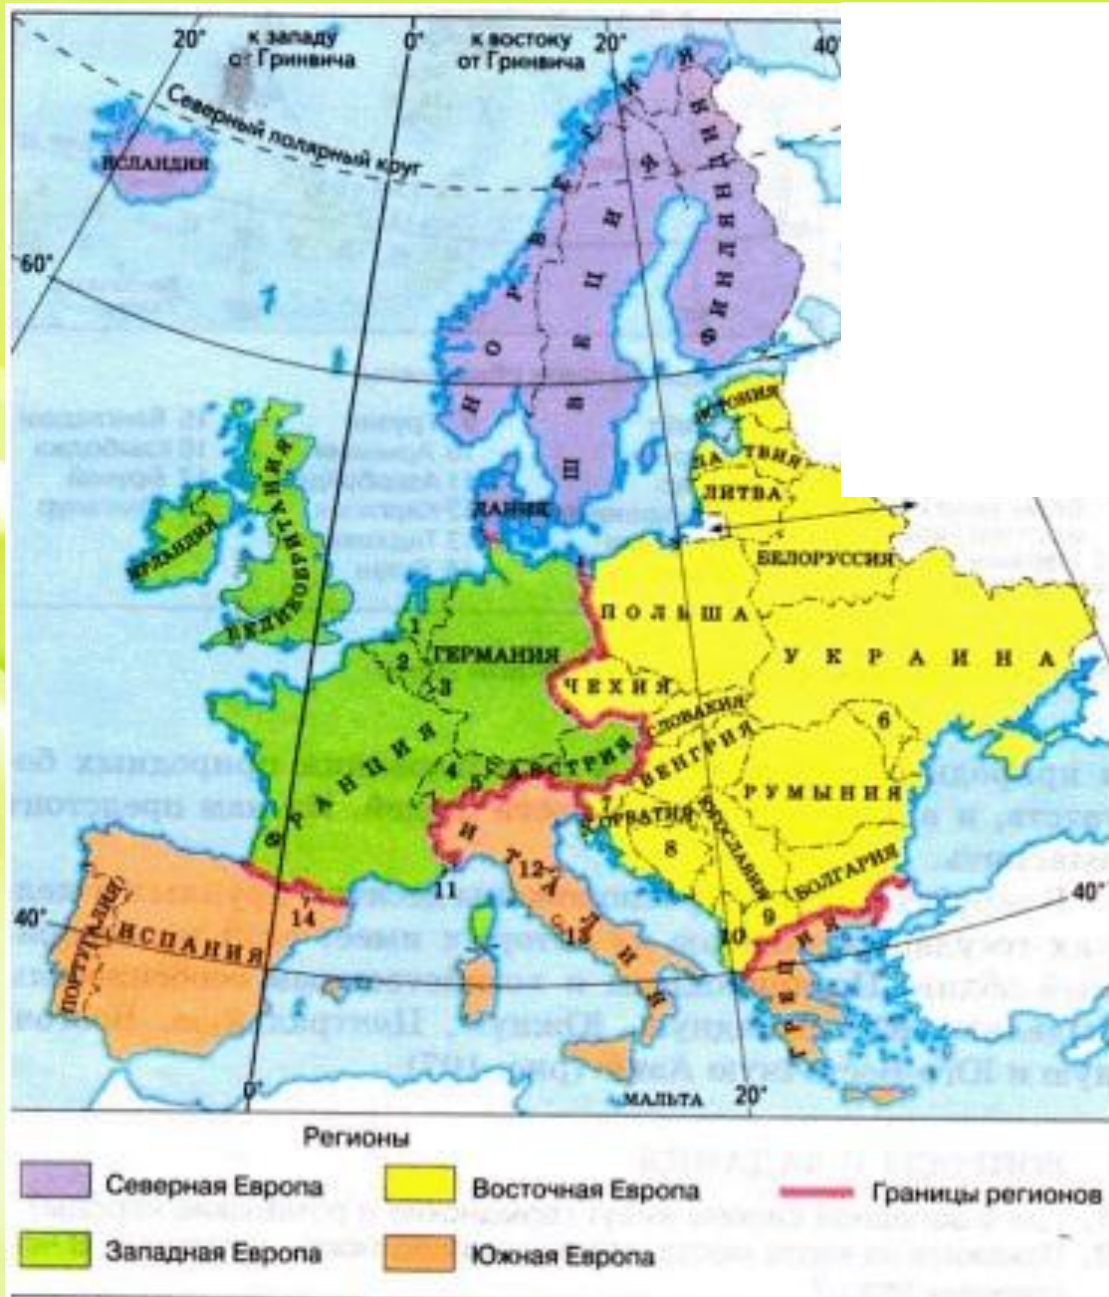 20° к западу от Гринвича
0°
к востоку от Гринвича
20°
40°
Северный полярный круг
ИСЛАНДИЯ
60°
НОРВЕГИЯ
ШВЕЦИЯ
ФИНЛЯНДИЯ
ЭСТОНИЯ
ЛАТВИЯ
ЛИТВА
ДАНИЯ
ИРЛАНДИЯ
ВЕЛИКОБРИТАНИЯ
БЕЛОРУССИЯ
ПОЛЬША
1
ГЕРМАНИЯ
2
3
УКРАИНА
ЧЕХИЯ
СЛОВАКИЯ
6
ФРАНЦИЯ
4
5
АВСТРИЯ
ВЕНГРИЯ
РУМЫНИЯ
7
ХОРВАТИЯ
8
ЮГОСЛАВИЯ
БОЛГАРИЯ
ИТАЛИЯ
12
11
13
9
10
14
40°
ПОРТУГАЛИЯ
ИСПАНИЯ
ГРЕЦИЯ
40°
0°
МАЛЬТА
20°
Регионы
Северная Европа
Восточная Европа
Границы регионов
Западная Европа
Южная Европа